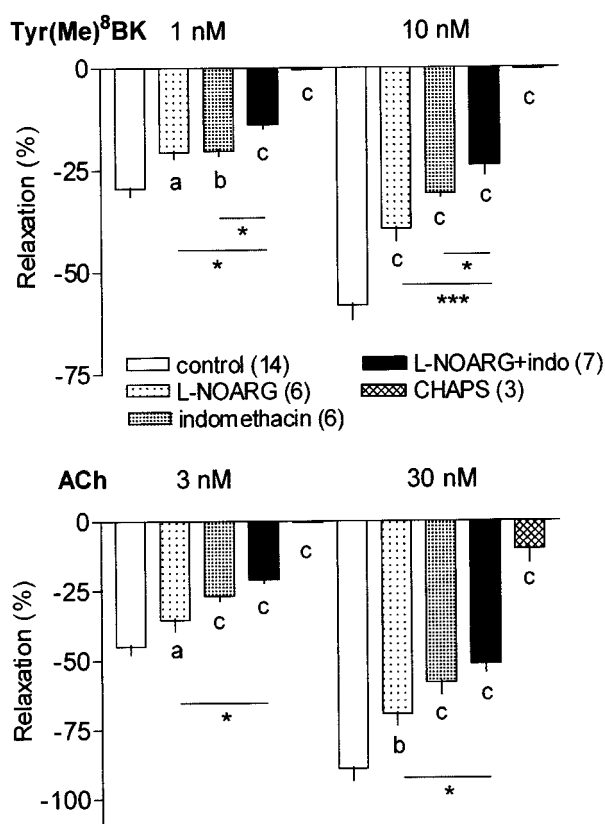 Tyr(Me)⁸BK 1 nM 10 nM
0
-25
-50
-75
Relaxation (%)
a b c c
*
*
c c c c
*
***
control (14)
L-NOARG (6)
indomethacin (6)
L-NOARG+indo (7)
CHAPS (3)
ACh 3 nM 30 nM
0
-25
-50
-75
-100
Relaxation (%)
a c c c
*
b c c c
*